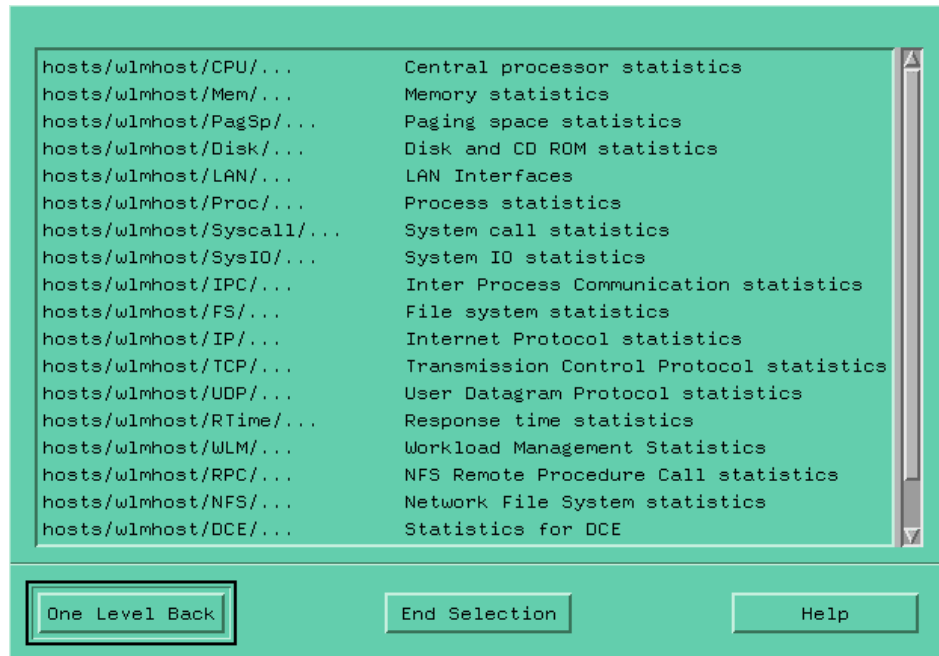 hosts/wlmhost/CPU/... Central processor statistics
hosts/wlmhost/Mem/... Memory statistics
hosts/wlmhost/PagSp/... Paging space statistics
hosts/wlmhost/Disk/... Disk and CD ROM statistics
hosts/wlmhost/LAN/... LAN Interfaces
hosts/wlmhost/Proc/... Process statistics
hosts/wlmhost/Syscall/... System call statistics
hosts/wlmhost/SysIO/... System IO statistics
hosts/wlmhost/IPC/... Inter Process Communication statistics
hosts/wlmhost/FS/... File system statistics
hosts/wlmhost/IP/... Internet Protocol statistics
hosts/wlmhost/TCP/... Transmission Control Protocol statistics
hosts/wlmhost/UDP/... User Datagram Protocol statistics
hosts/wlmhost/RTime/... Response time statistics
hosts/wlmhost/WLM/... Workload Management Statistics
hosts/wlmhost/RPC/... NFS Remote Procedure Call statistics
hosts/wlmhost/NFS/... Network File System statistics
hosts/wlmhost/DCE/... Statistics for DCE
One Level Back End Selection Help